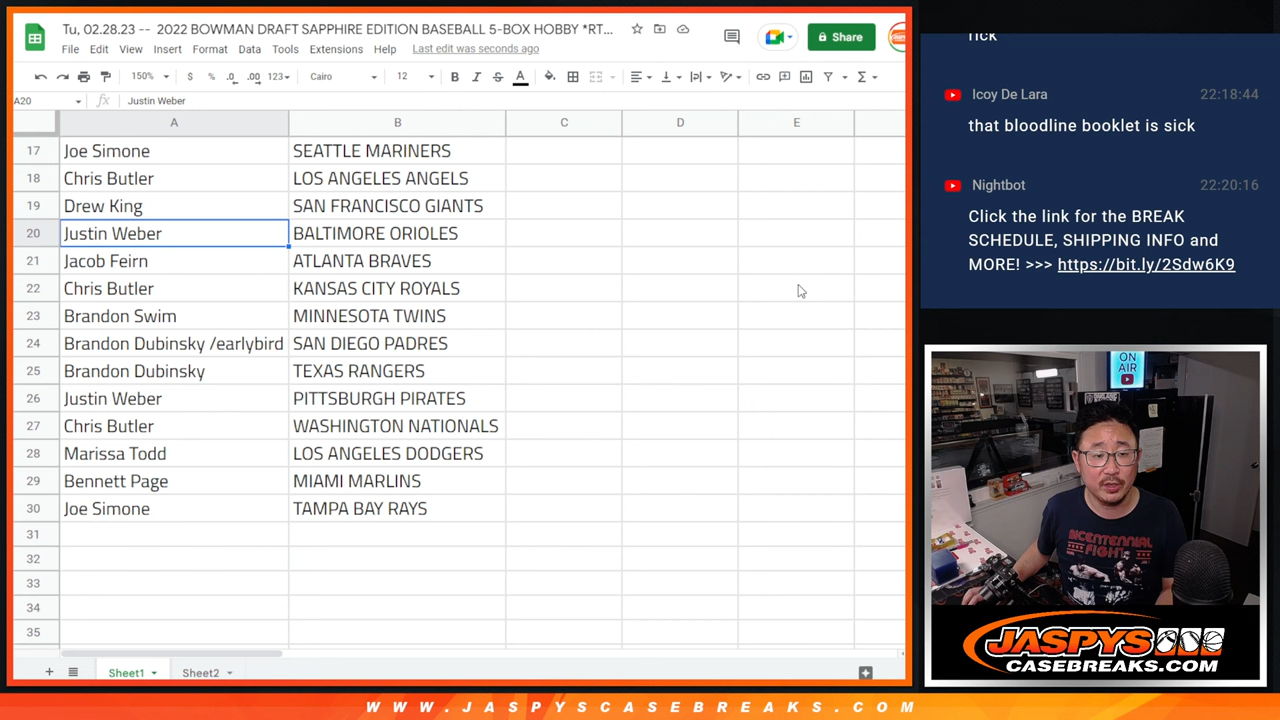 Tu, 02.28.23 -- 2022 BOWMAN DRAFT SAPPHIRE EDITION BASEBALL 5-BOX HOBBY *RT...
File Edit View Insert Format Data Tools Extensions Help Last edit was seconds ago
Share
150% $ % .0 .00 123 Cairo 12 B I S A
A20 fx Justin Weber
A B C D E
17 Joe Simone SEATTLE MARINERS
18 Chris Butler LOS ANGELES ANGELS
19 Drew King SAN FRANCISCO GIANTS
20 Justin Weber BALTIMORE ORIOLES
21 Jacob Feirn ATLANTA BRAVES
22 Chris Butler KANSAS CITY ROYALS
23 Brandon Swim MINNESOTA TWINS
24 Brandon Dubinsky /earlybird SAN DIEGO PADRES
25 Brandon Dubinsky TEXAS RANGERS
26 Justin Weber PITTSBURGH PIRATES
27 Chris Butler WASHINGTON NATIONALS
28 Marissa Todd LOS ANGELES DODGERS
29 Bennett Page MIAMI MARLINS
30 Joe Simone TAMPA BAY RAYS
31
32
33
34
35
Sheet1 Sheet2
rick
Icoy De Lara 22:18:44
that bloodline booklet is sick
Nightbot 22:20:16
Click the link for the BREAK
SCHEDULE, SHIPPING INFO and
MORE! >>> https://bit.ly/2Sdw6K9
ON
AIR
BICENTENNIAL
FIGHT
JASPYS
CASEBREAKS.COM
WWW.JASPYSCASEBREAKS.COM